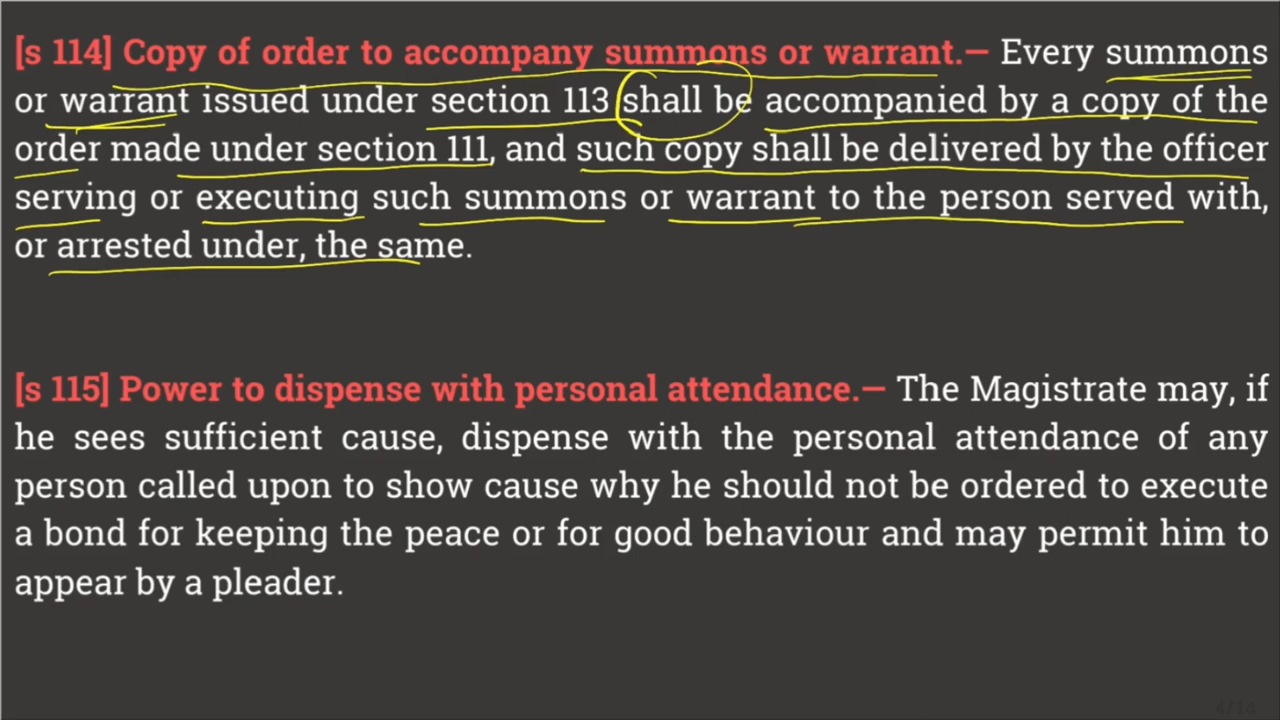 [s 114] Copy of order to accompany summons or warrant.— Every summons
or warrant issued under section 113 shall be accompanied by a copy of the
order made under section 111, and such copy shall be delivered by the officer
serving or executing such summons or warrant to the person served with,
or arrested under, the same.
[s 115] Power to dispense with personal attendance.— The Magistrate may, if
he sees sufficient cause, dispense with the personal attendance of any
person called upon to show cause why he should not be ordered to execute
a bond for keeping the peace or for good behaviour and may permit him to
appear by a pleader.
4/14